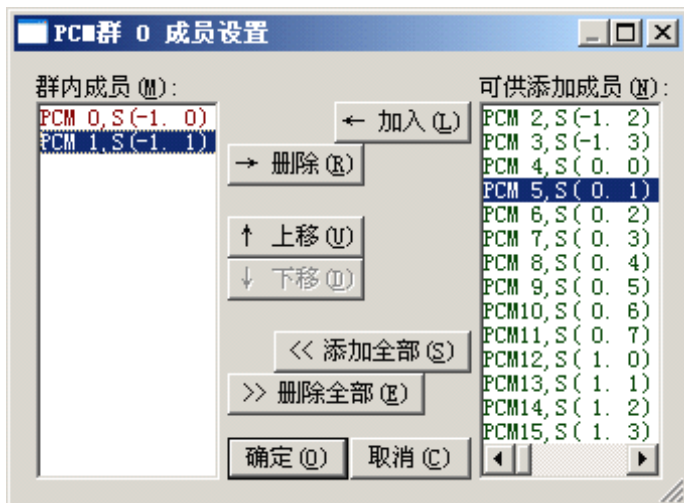 PCM群 0 成员设置
群内成员(M):
PCM 0,S(-1. 0)
PCM 1,S(-1. 1)
← 加入(L)
→ 删除(R)
↑ 上移(U)
↓ 下移(D)
<< 添加全部(S)
>> 删除全部(E)
确定(O)
取消(C)
可供添加成员(N):
PCM 2,S(-1. 2)
PCM 3,S(-1. 3)
PCM 4,S( 0. 0)
PCM 5,S( 0. 1)
PCM 6,S( 0. 2)
PCM 7,S( 0. 3)
PCM 8,S( 0. 4)
PCM 9,S( 0. 5)
PCM10,S( 0. 6)
PCM11,S( 0. 7)
PCM12,S( 1. 0)
PCM13,S( 1. 1)
PCM14,S( 1. 2)
PCM15,S( 1. 3)